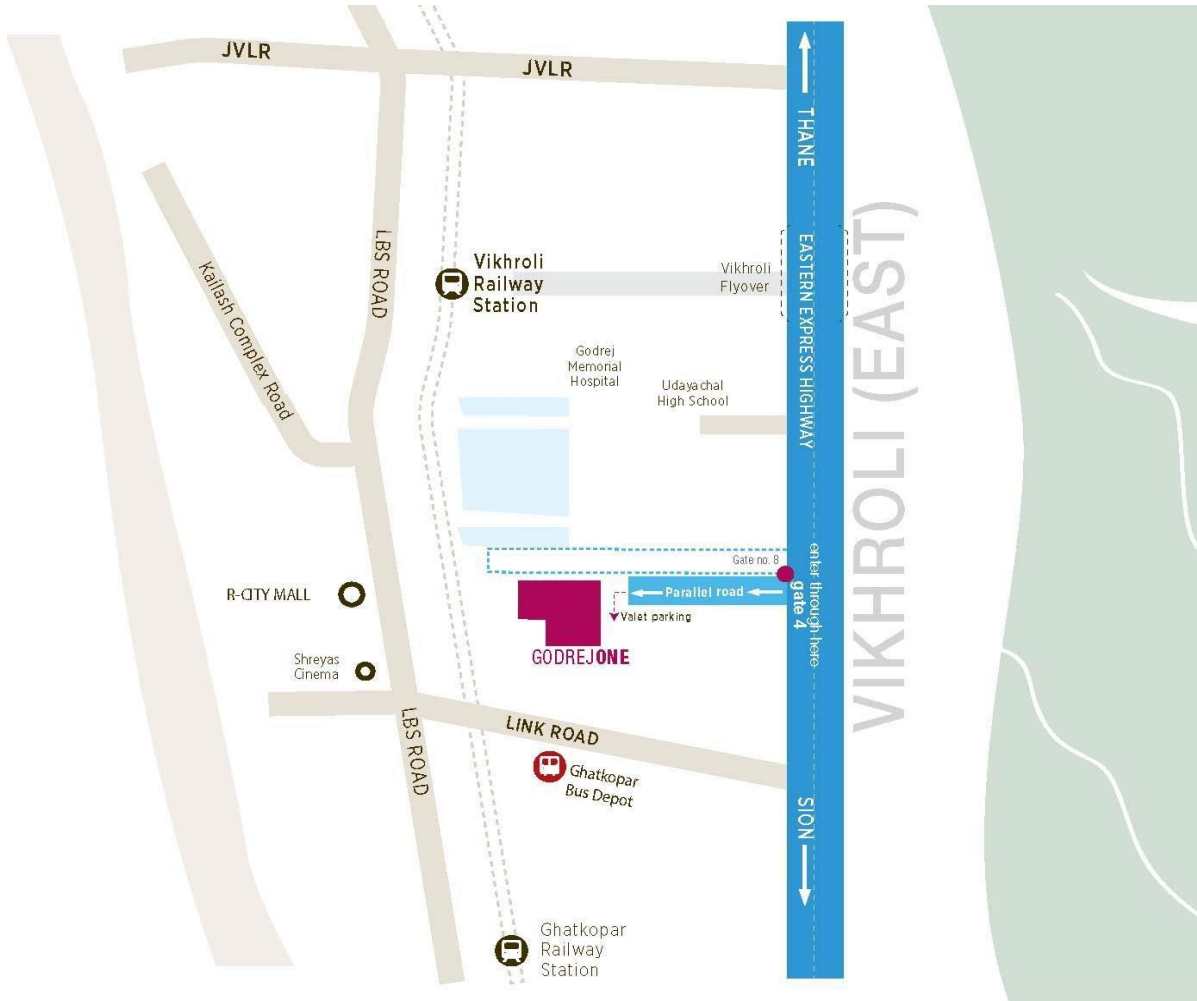 JVLR
JVLR
THANE
LBS ROAD
Kailash Complex Road
Vikhroli
Railway
Station
Vikhroli
Flyover
EASTERN EXPRESS HIGHWAY
VIKHROLI (EAST)
Godrej
Memorial
Hospital
Udayachal
High School
Gate no. 8
enter through here
gate 4
Parallel road
Valet parking
R-CITY MALL
GODREJONE
Shreyas
Cinema
LBS ROAD
LINK ROAD
Ghatkopar
Bus Depot
SION
Ghatkopar
Railway
Station